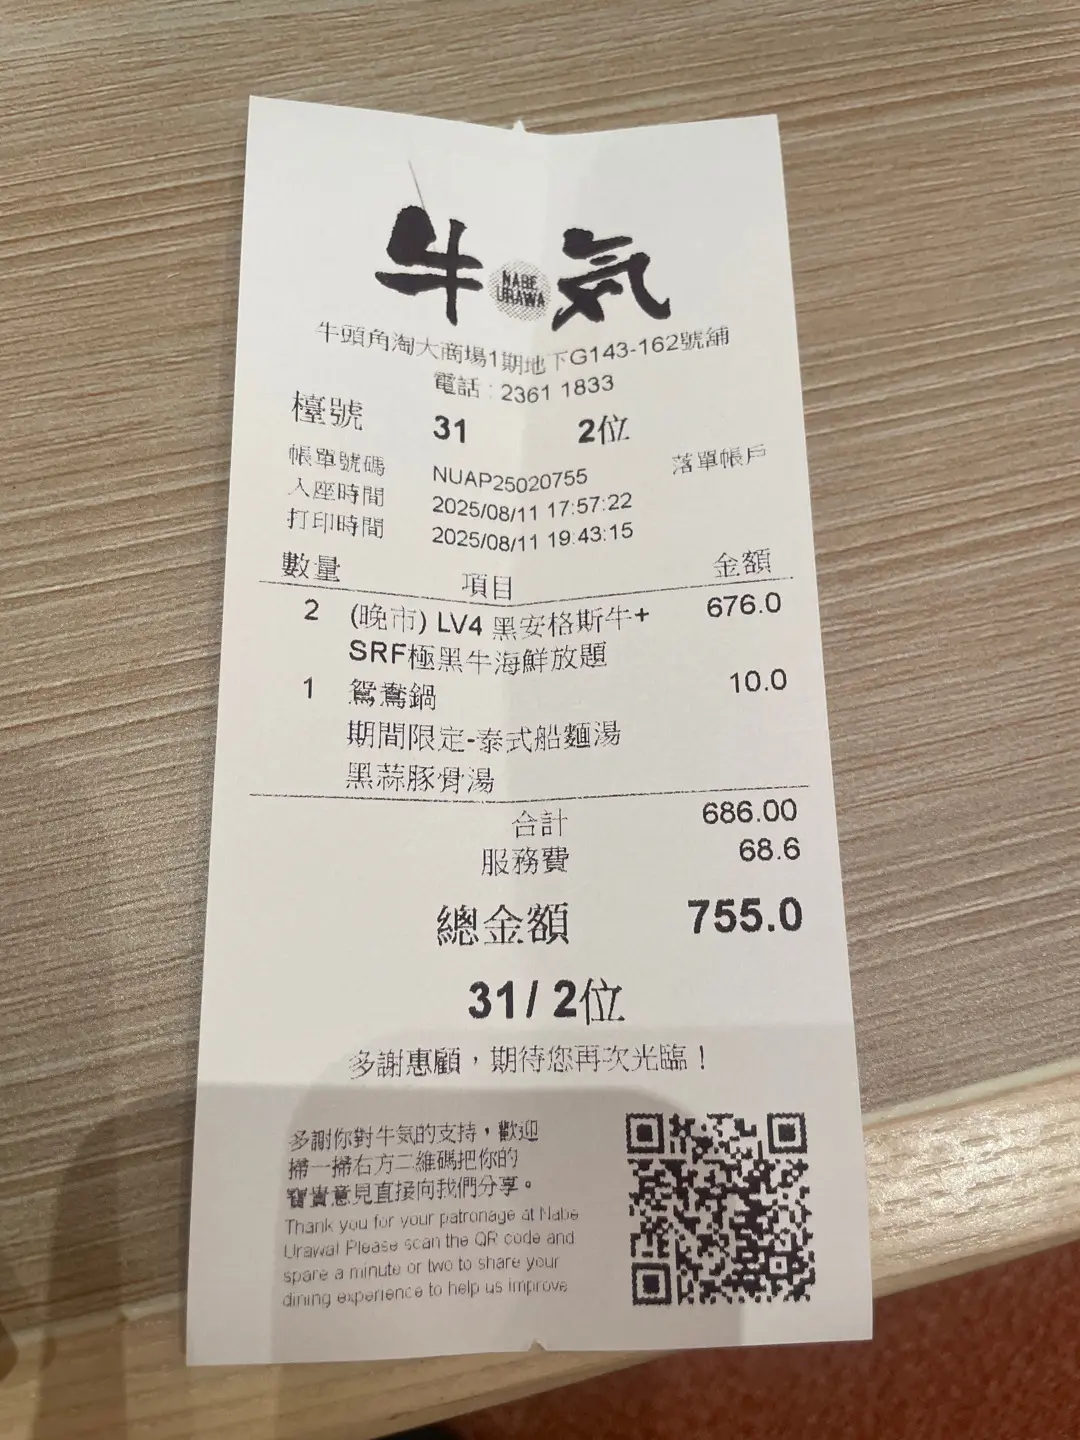 牛気
NABE
URAWA
牛頭角淘大商場1期地下G143-162號舖
電話 : 2361 1833
檯號 31 2位
帳單號碼 NUAP25020755 落單帳戶
入座時間 2025/08/11 17:57:22
打印時間 2025/08/11 19:43:15
數量 項目 金額
2 (晚市) LV4 黑安格斯牛+ 676.0
SRF極黑牛海鮮放題
1 鴛鴦鍋 10.0
期間限定-泰式船麵湯
黑蒜豚骨湯
合計 686.00
服務費 68.6
總金額 755.0
31/ 2位
多謝惠顧，期待您再次光臨！
多謝你對牛気的支持，歡迎
掃一掃右方二維碼把你的
寶貴意見直接向我們分享。
Thank you for your patronage at Nabe
Urawa! Please scan the QR code and
spare a minute or two to share your
dining experience to help us improve